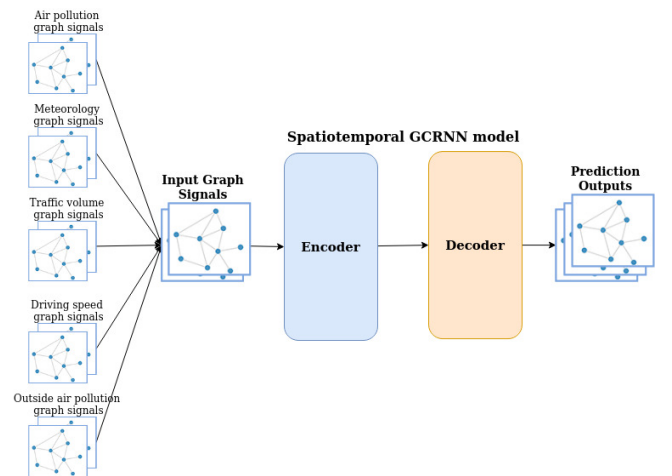 Air pollution
graph signals
Meteorology
graph signals
Traffic volume
graph signals
Driving speed
graph signals
Outside air pollution
graph signals
Input Graph
Signals
Spatiotemporal GCRNN model
Encoder
Decoder
Prediction
Outputs